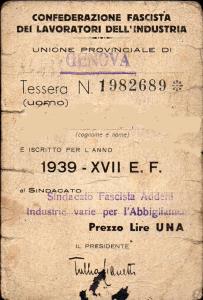 CONFEDERAZIONE FASCISTA
DEI LAVORATORI DELL'INDUSTRIA
UNIONE PROVINCIALE DI
GENOVA
Tessera N. 1982689 *
(uomo)
(cognome e nome)
È ISCRITTO PER L'ANNO
1939 - XVII E. F.
al SINDACATO
Sindacato Fascista Addetti
Industrie varie per l'Abbigliamen
Prezzo Lire UNA
IL PRESIDENTE